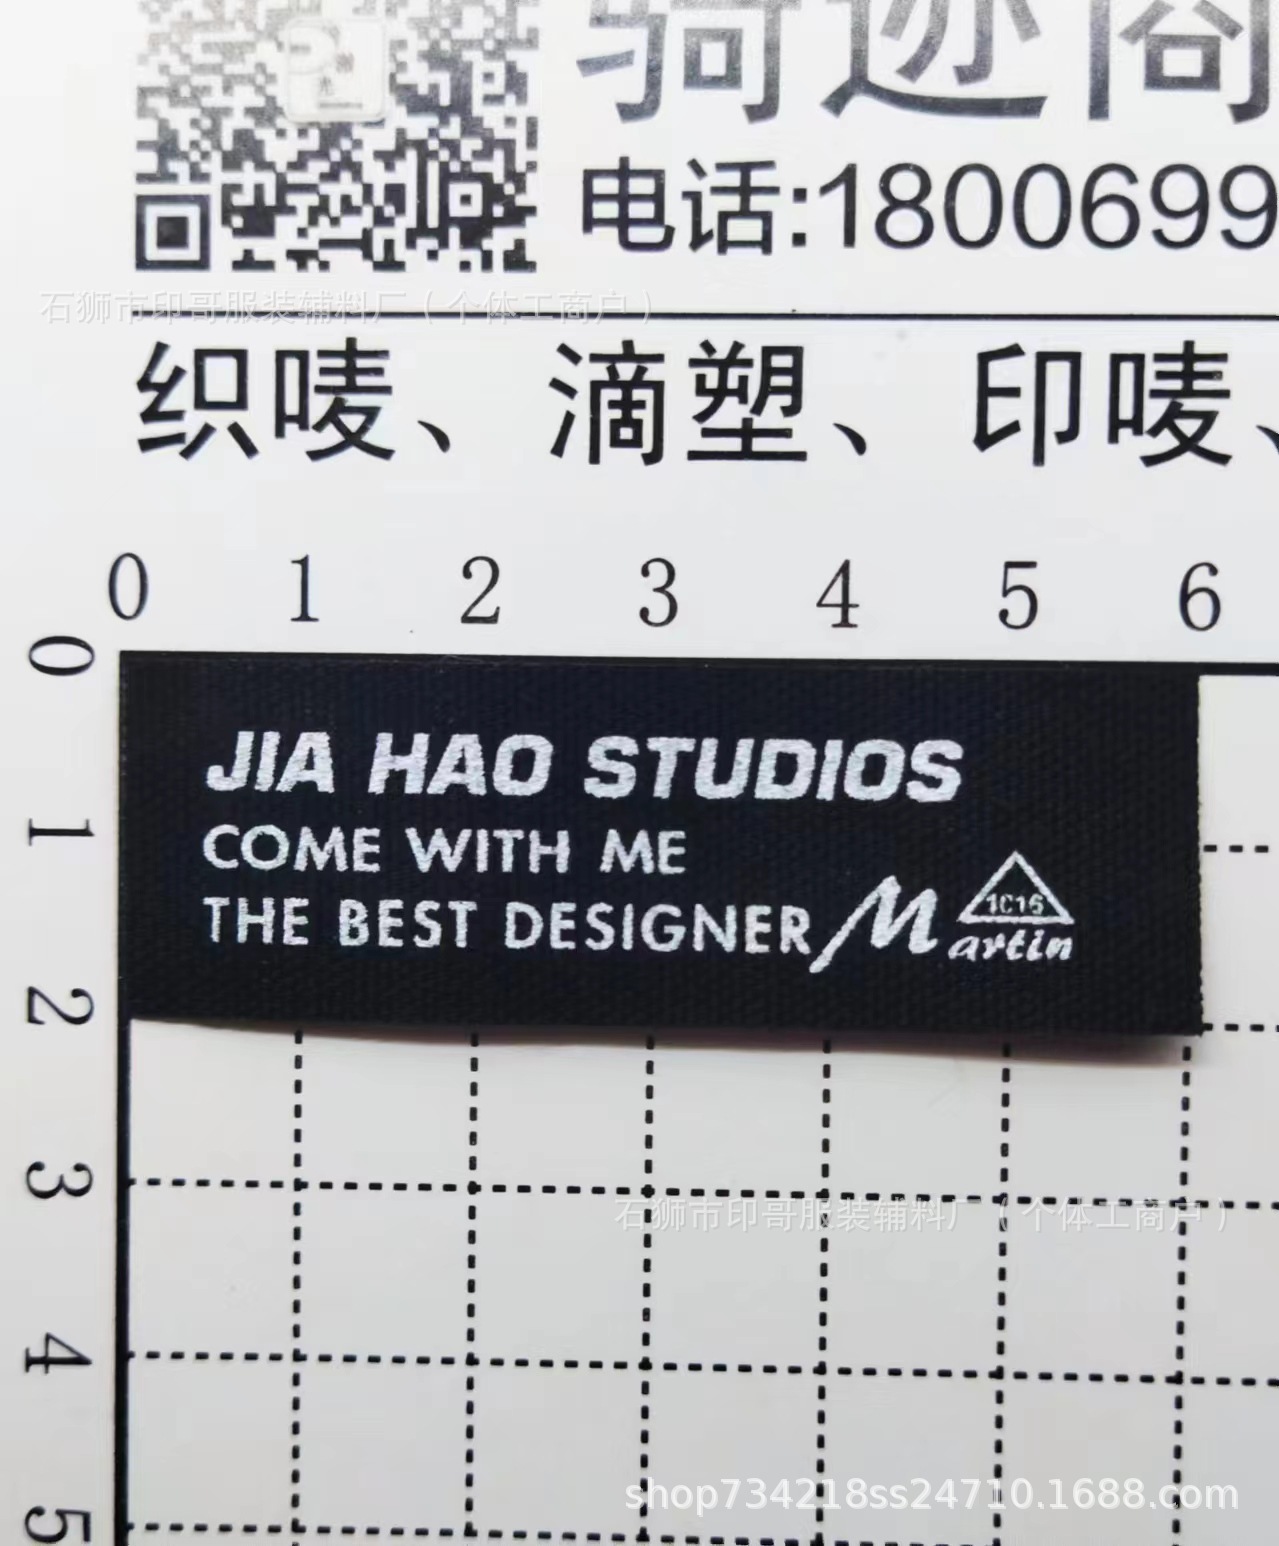 骑迹商
电话:1800699
石狮市印哥服装辅料厂（个体工商户）
织唛、滴塑、印唛、
0 1 2 3 4 5 6
0
1
2
3
4
5
JIA HAO STUDIOS
COME WITH ME
THE BEST DESIGNER
Martin
1016
石狮市印哥服装辅料厂（个体工商户）
shop734218ss24710.1688.com